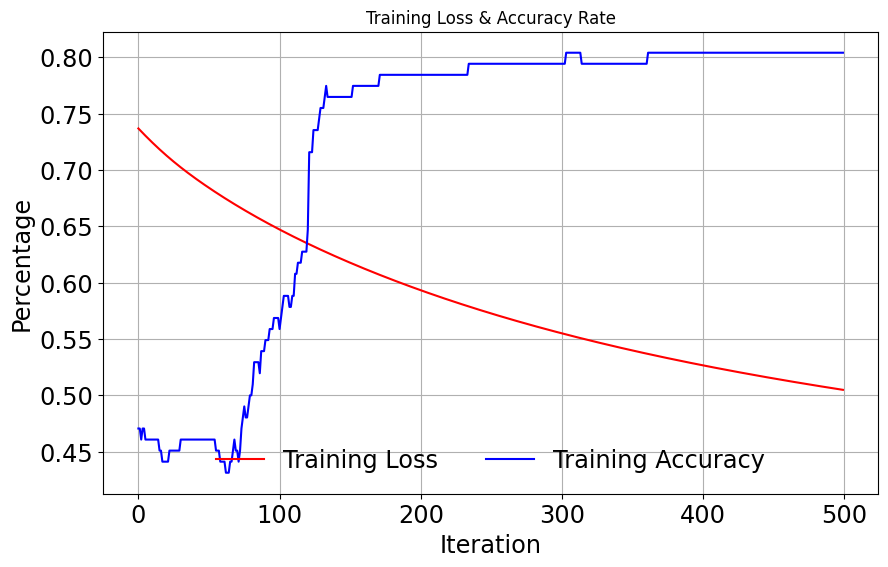 Training Loss & Accuracy Rate
Percentage
0.80
0.75
0.70
0.65
0.60
0.55
0.50
0.45
Training Loss
Training Accuracy
0 100 200 300 400 500
Iteration